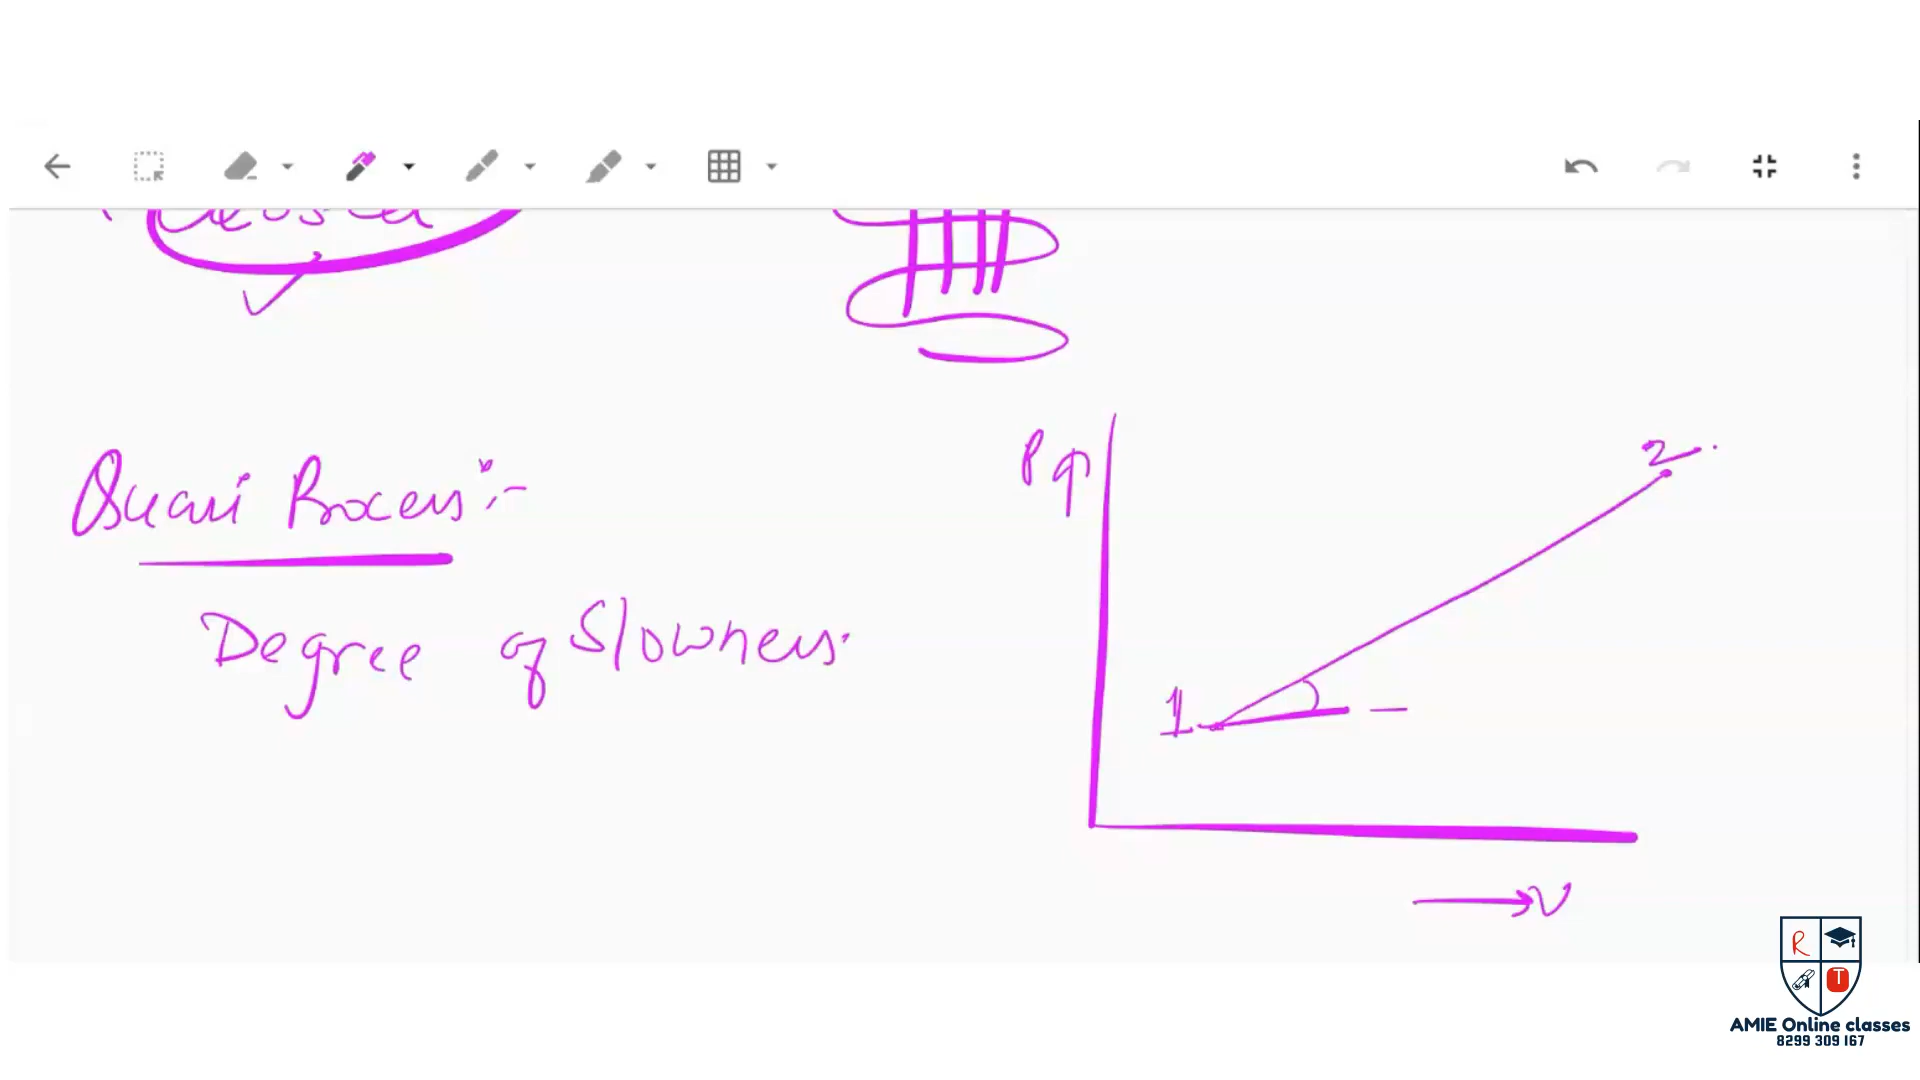 P
2
Quasi Process:-
Degree of Slowness.
1
V
R
T
AMIE Online classes
8299 309 167